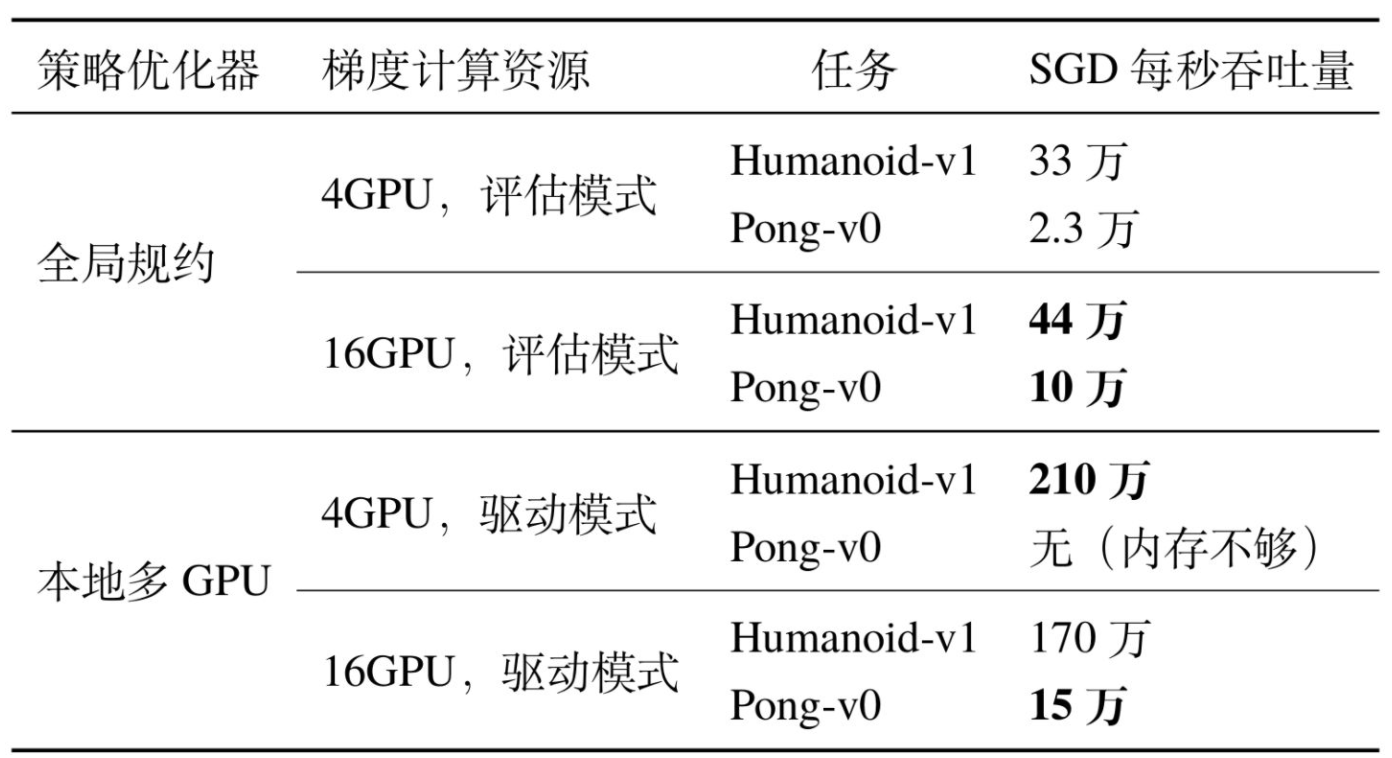 策略优化器 梯度计算资源 任务 SGD 每秒吞吐量
全局规约
4GPU，评估模式
Humanoid-v1 33 万
Pong-v0 2.3 万
16GPU，评估模式
Humanoid-v1 44 万
Pong-v0 10 万
本地多 GPU
4GPU，驱动模式
Humanoid-v1 210 万
Pong-v0 无（内存不够）
16GPU，驱动模式
Humanoid-v1 170 万
Pong-v0 15 万